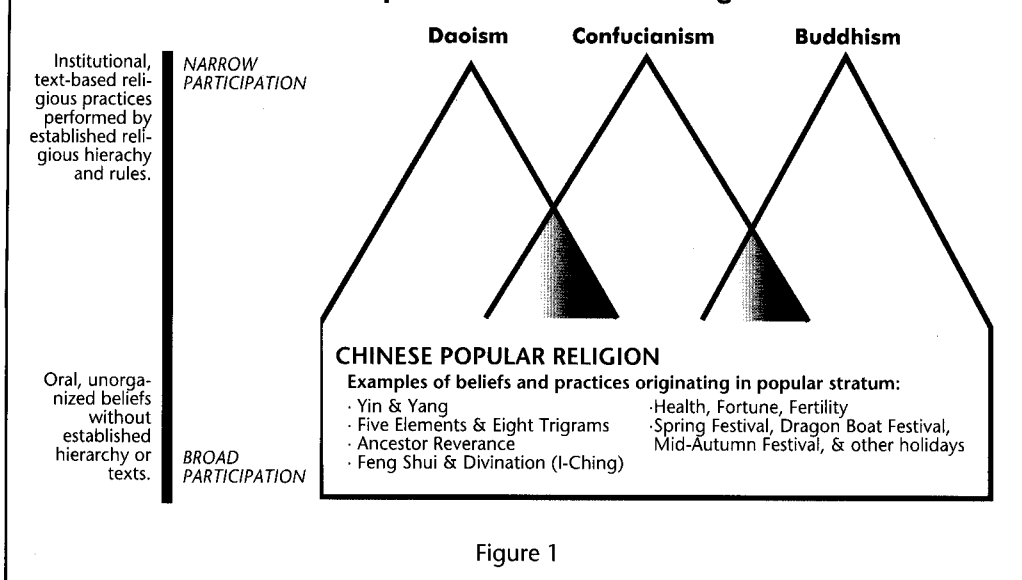 Daoism Confucianism Buddhism
Institutional,
text-based reli-
gious practices
performed by
established reli-
gious hierachy
and rules.
NARROW
PARTICIPATION
CHINESE POPULAR RELIGION
Examples of beliefs and practices originating in popular stratum:
· Yin & Yang
· Five Elements & Eight Trigrams
· Ancestor Reverance
· Feng Shui & Divination (I-Ching)
·Health, Fortune, Fertility
·Spring Festival, Dragon Boat Festival,
Mid-Autumn Festival, & other holidays
Oral, unorga-
nized beliefs
without
established
hierarchy or
texts.
BROAD
PARTICIPATION
Figure 1